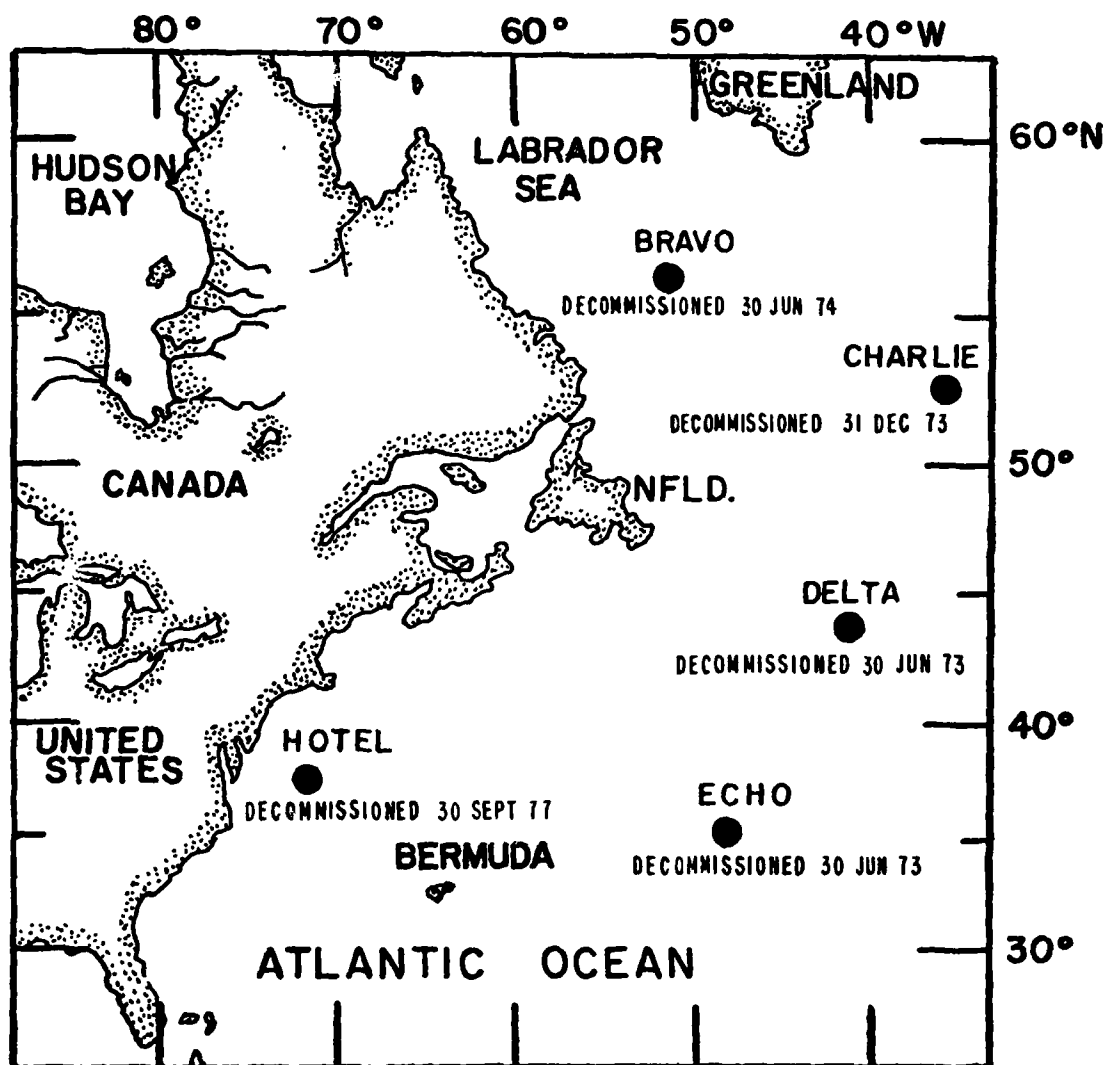 80° 70° 60° 50° 40°W
GREENLAND
60°N
LABRADOR
SEA
HUDSON
BAY
BRAVO
DECOMMISSIONED 30 JUN 74
CHARLIE
DECOMMISSIONED 31 DEC 73
50°
CANADA
NFLD.
DELTA
DECOMMISSIONED 30 JUN 73
40°
UNITED
STATES
HOTEL
DECOMMISSIONED 30 SEPT 77
ECHO
DECOMMISSIONED 30 JUN 73
BERMUDA
30°
ATLANTIC OCEAN